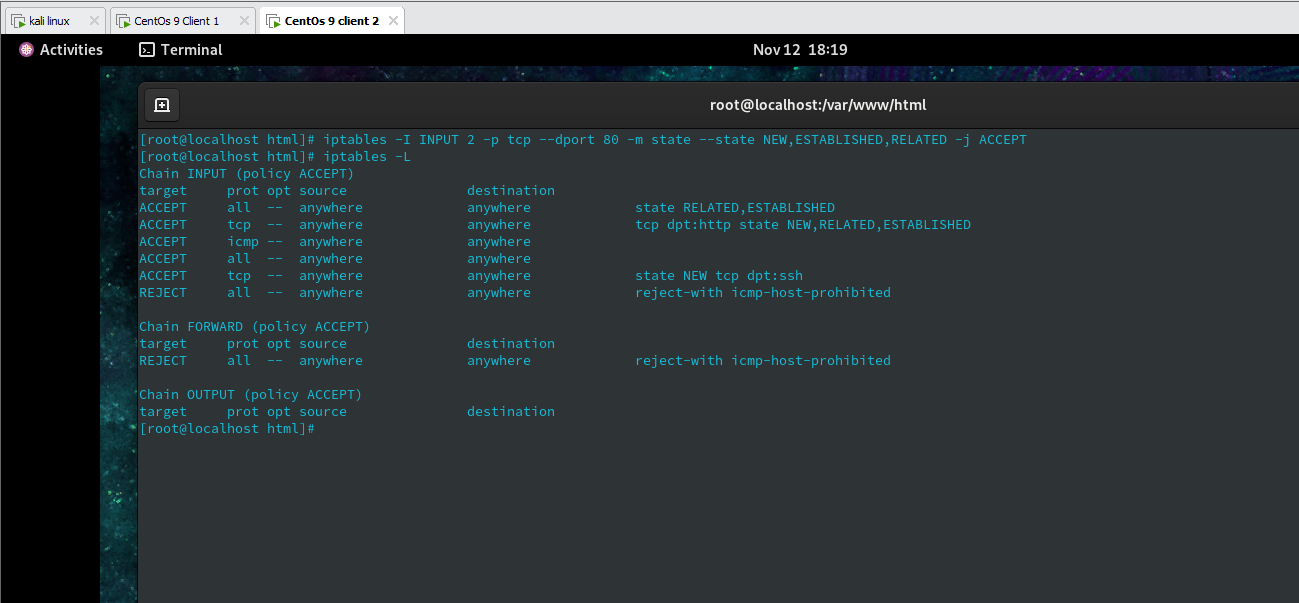 kali linux CentOS 9 Client 1 CentOs 9 client 2
Activities Terminal Nov 12 18:19
root@localhost:/var/www/html
[root@localhost html]# iptables -I INPUT 2 -p tcp --dport 80 -m state --state NEW,ESTABLISHED,RELATED -j ACCEPT
[root@localhost html]# iptables -L
Chain INPUT (policy ACCEPT)
target     prot opt source               destination
ACCEPT     all  --  anywhere             anywhere             state RELATED,ESTABLISHED
ACCEPT     tcp  --  anywhere             anywhere             tcp dpt:http state NEW,RELATED,ESTABLISHED
ACCEPT     icmp --  anywhere             anywhere
ACCEPT     all  --  anywhere             anywhere
ACCEPT     tcp  --  anywhere             anywhere             state NEW tcp dpt:ssh
REJECT     all  --  anywhere             anywhere             reject-with icmp-host-prohibited
Chain FORWARD (policy ACCEPT)
target     prot opt source               destination
REJECT     all  --  anywhere             anywhere             reject-with icmp-host-prohibited
Chain OUTPUT (policy ACCEPT)
target     prot opt source               destination
[root@localhost html]#